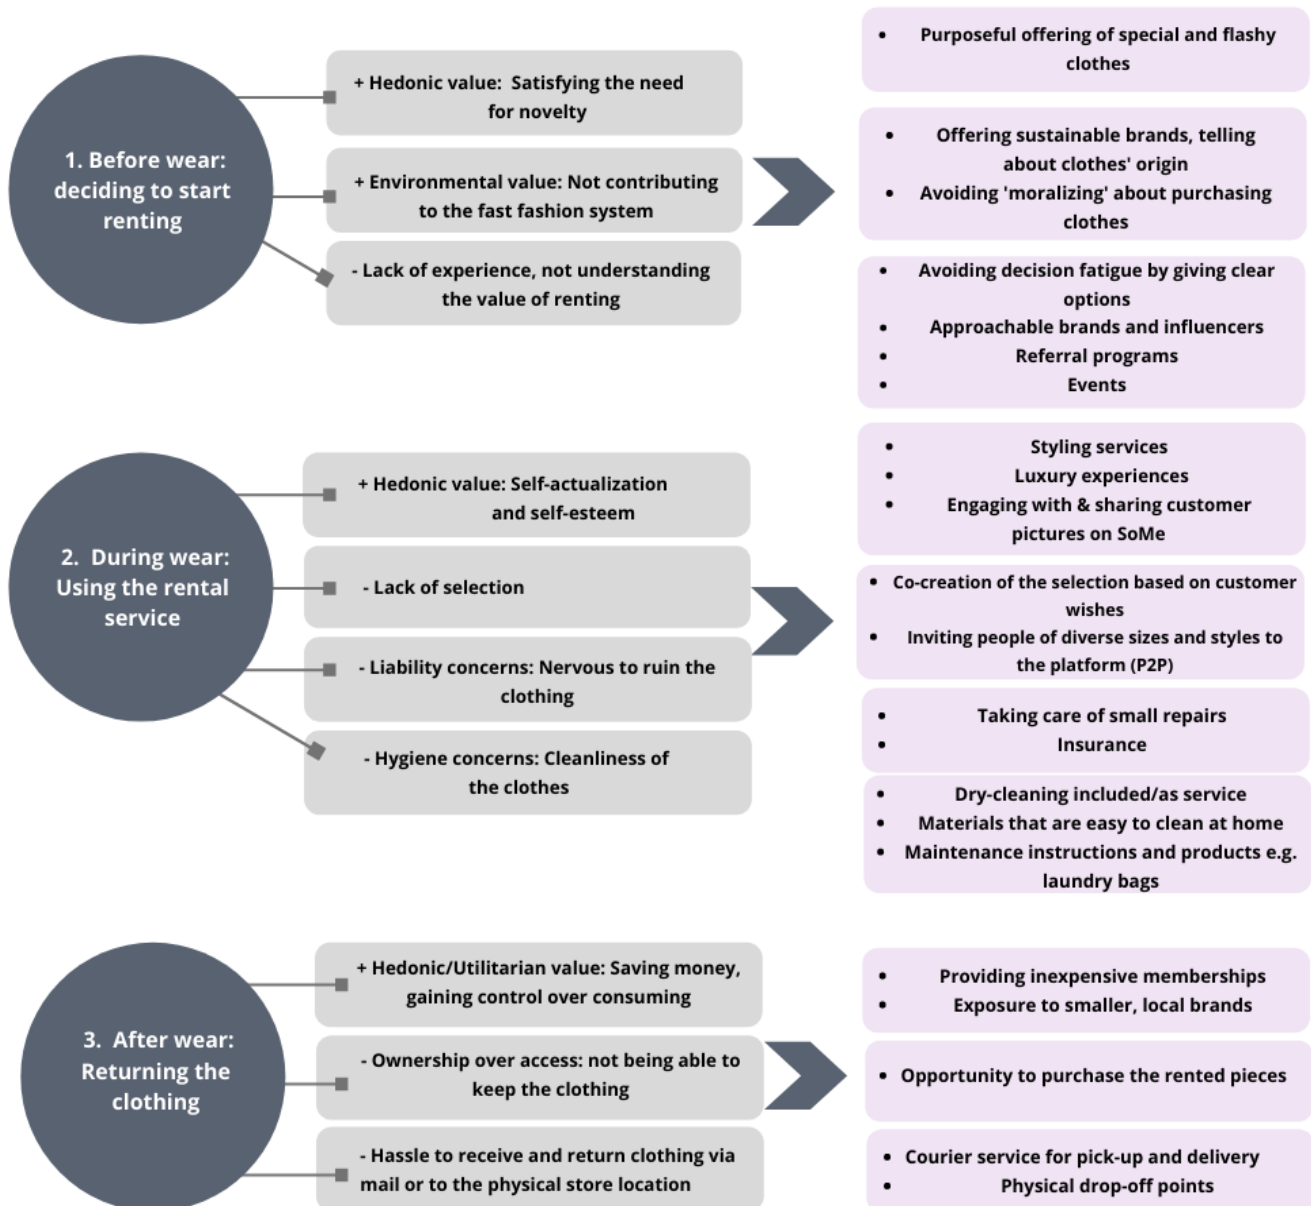 1. Before wear:
deciding to start
renting
+ Hedonic value:  Satisfying the need
for novelty
+ Environmental value: Not contributing
to the fast fashion system
- Lack of experience, not understanding
the value of renting
• Purposeful offering of special and flashy
clothes
• Offering sustainable brands, telling
about clothes' origin
• Avoiding 'moralizing' about purchasing
clothes
• Avoiding decision fatigue by giving clear
options
• Approachable brands and influencers
• Referral programs
• Events
2.  During wear:
Using the rental
service
+ Hedonic value: Self-actualization
and self-esteem
- Lack of selection
- Liability concerns: Nervous to ruin the
clothing
- Hygiene concerns: Cleanliness of
the clothes
• Styling services
• Luxury experiences
• Engaging with & sharing customer
pictures on SoMe
• Co-creation of the selection based on customer
wishes
• Inviting people of diverse sizes and styles to
the platform (P2P)
• Taking care of small repairs
• Insurance
• Dry-cleaning included/as service
• Materials that are easy to clean at home
• Maintenance instructions and products e.g.
laundry bags
3.  After wear:
Returning the
clothing
+ Hedonic/Utilitarian value: Saving money,
gaining control over consuming
- Ownership over access: not being able to
keep the clothing
- Hassle to receive and return clothing via
mail or to the physical store location
• Providing inexpensive memberships
• Exposure to smaller, local brands
• Opportunity to purchase the rented pieces
• Courier service for pick-up and delivery
• Physical drop-off points